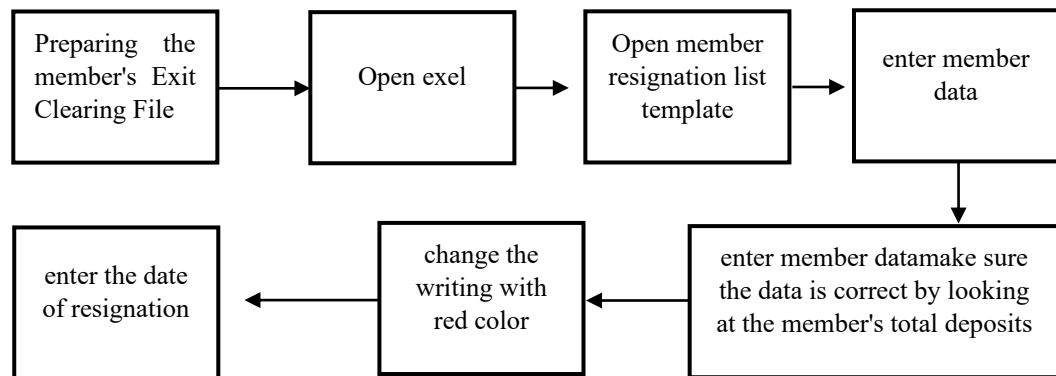 Preparing the
member's Exit
Clearing File
Open exel
Open member
resignation list
template
enter member
data
enter member datamake sure
the data is correct by looking
at the member's total deposits
change the
writing with
red color
enter the date
of resignation